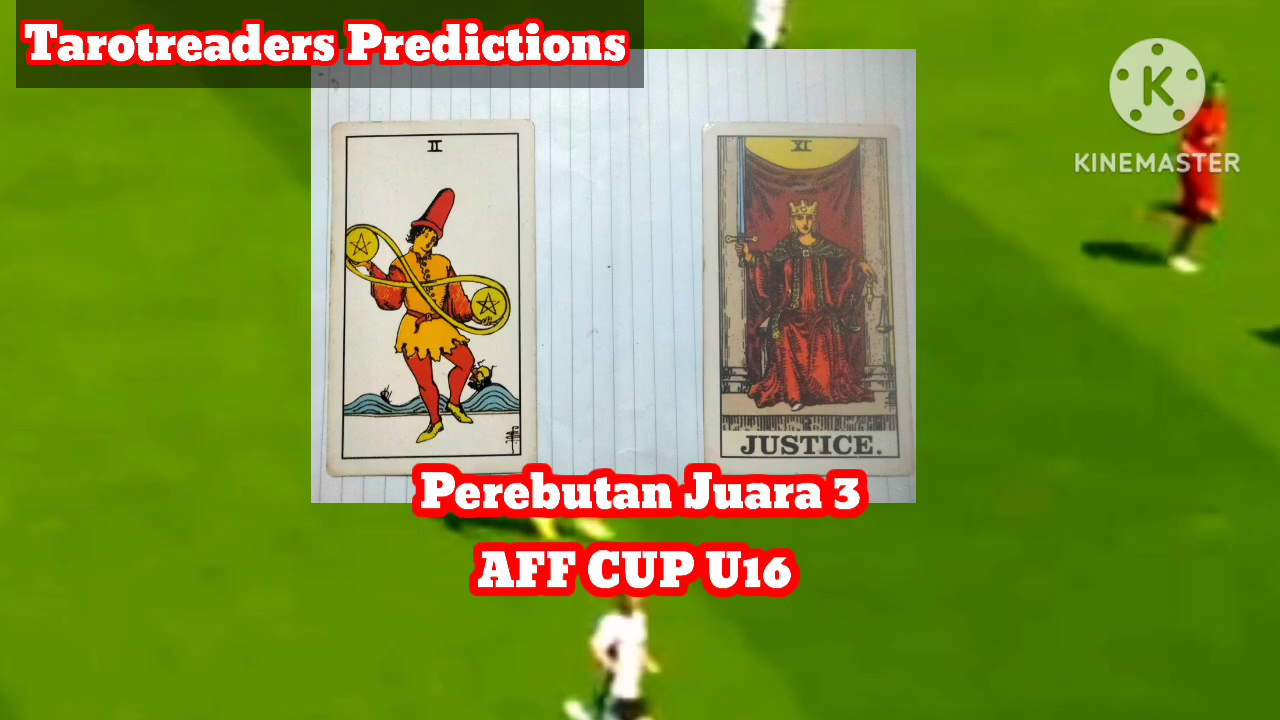 Tarotreaders Predictions
K
KINEMASTER
II
XI
JUSTICE.
Perebutan Juara 3
AFF CUP U16